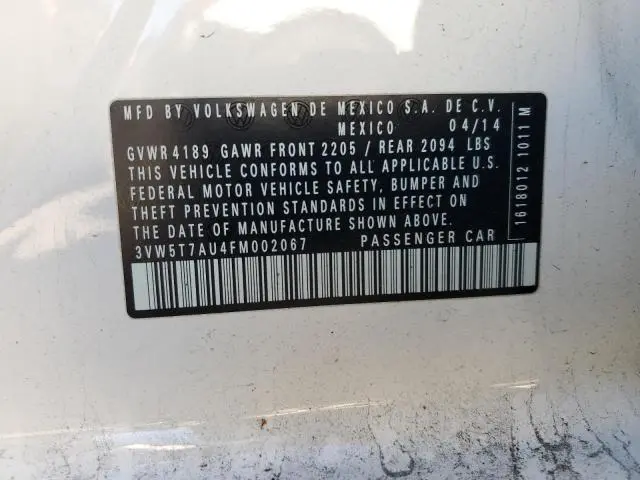 MFD BY VOLKSWAGEN DE MEXICO S.A. DE C.V.
MEXICO 04/14
GVWR 4189 GAWR FRONT 2205 / REAR 2094 LBS
THIS VEHICLE CONFORMS TO ALL APPLICABLE U.S.
FEDERAL MOTOR VEHICLE SAFETY, BUMPER AND
THEFT PREVENTION STANDARDS IN EFFECT ON
THE DATE OF MANUFACTURE SHOWN ABOVE.
3VW5T7AU4FM002067 PASSENGER CAR
1618012 1011 M